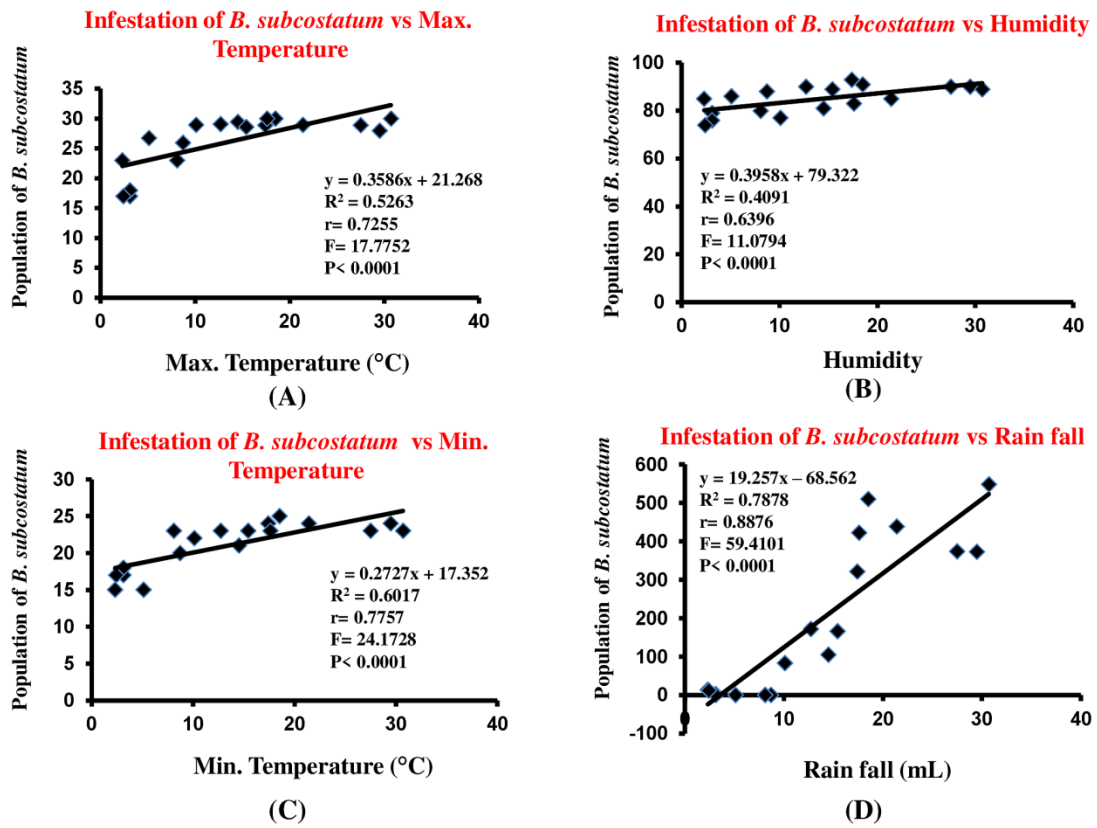 Infestation of B. subcostatum vs Max.
Temperature
Population of B. subcostatum
35
30
25
20
15
10
5
0
y = 0.3586x + 21.268
R² = 0.5263
r= 0.7255
F= 17.7752
P< 0.0001
0 10 20 30 40
Max. Temperature (°C)
(A)
Infestation of B. subcostatum vs Humidity
Population of B. subcostatum
100
80
60
40
20
0
y = 0.3958x + 79.322
R² = 0.4091
r= 0.6396
F= 11.0794
P< 0.0001
0 10 20 30 40
Humidity
(B)
Infestation of B. subcostatum vs Min.
Temperature
Population of B. subcostatum
30
25
20
15
10
5
0
y = 0.2727x + 17.352
R² = 0.6017
r= 0.7757
F= 24.1728
P< 0.0001
0 10 20 30 40
Min. Temperature (°C)
(C)
Infestation of B. subcostatum vs Rain fall
Population of B. subcostatum
600
500
400
300
200
100
0
-100
y = 19.257x – 68.562
R² = 0.7878
r= 0.8876
F= 59.4101
P< 0.0001
0 10 20 30 40
Rain fall (mL)
(D)